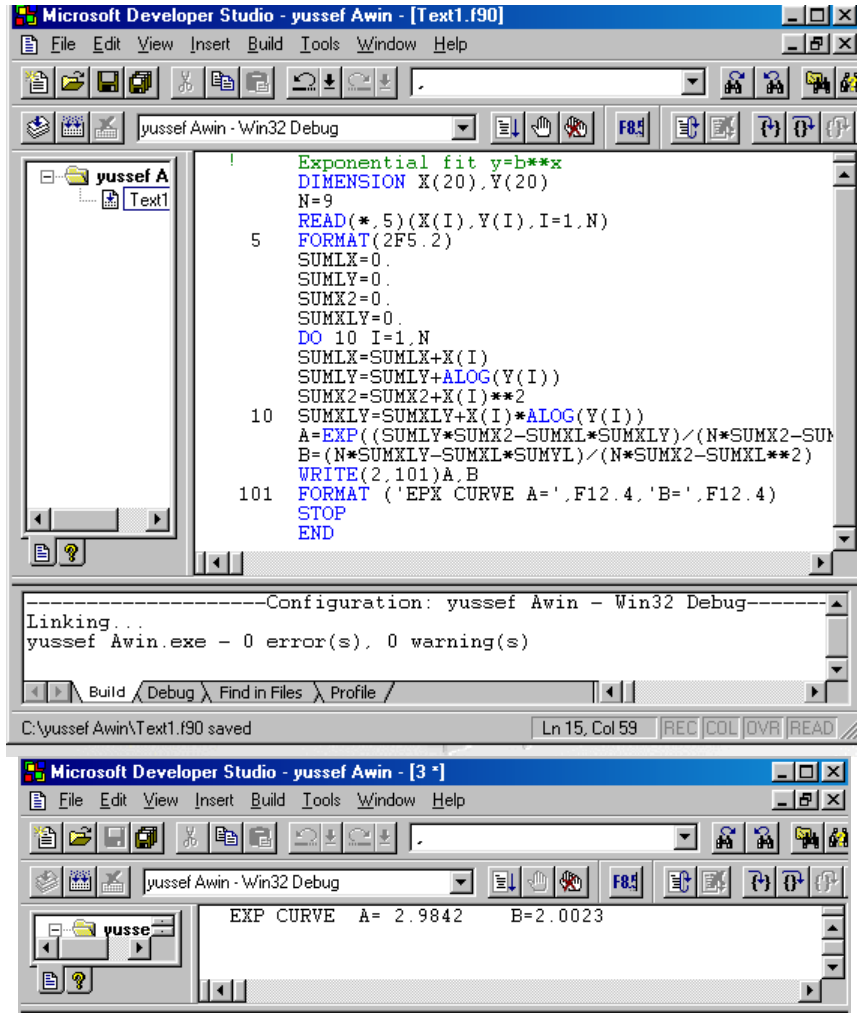 Microsoft Developer Studio - yussef Awin - [Text1.f90]
File Edit View Insert Build Tools Window Help
,
yussef Awin - Win32 Debug
F8.5
yussef A
Text1
! Exponential fit y=b**x
DIMENSION X(20),Y(20)
N=9
READ(*,5)(X(I),Y(I),I=1,N)
5 FORMAT(2F5.2)
SUMLX=0.
SUMLY=0.
SUMX2=0.
SUMXLY=0.
DO 10 I=1,N
SUMLX=SUMLX+X(I)
SUMLY=SUMLY+ALOG(Y(I))
SUMX2=SUMX2+X(I)**2
10 SUMXLY=SUMXLY+X(I)*ALOG(Y(I))
A=EXP((SUMLY*SUMX2-SUMXL*SUMXLY)/(N*SUMX2-SUM
B=(N*SUMXLY-SUMXL*SUMYL)/(N*SUMX2-SUMXL**2)
WRITE(2,101)A,B
101 FORMAT ('EPX CURVE A=',F12.4,'B=',F12.4)
STOP
END
--------------------Configuration: yussef Awin - Win32 Debug-------
Linking...
yussef Awin.exe - 0 error(s), 0 warning(s)
Build Debug Find in Files Profile
C:\yussef Awin\Text1.f90 saved
Ln 15, Col 59 REC COL OVR READ
Microsoft Developer Studio - yussef Awin - [3 *]
File Edit View Insert Build Tools Window Help
,
yussef Awin - Win32 Debug
F8.5
yusse
EXP CURVE A= 2.9842 B=2.0023